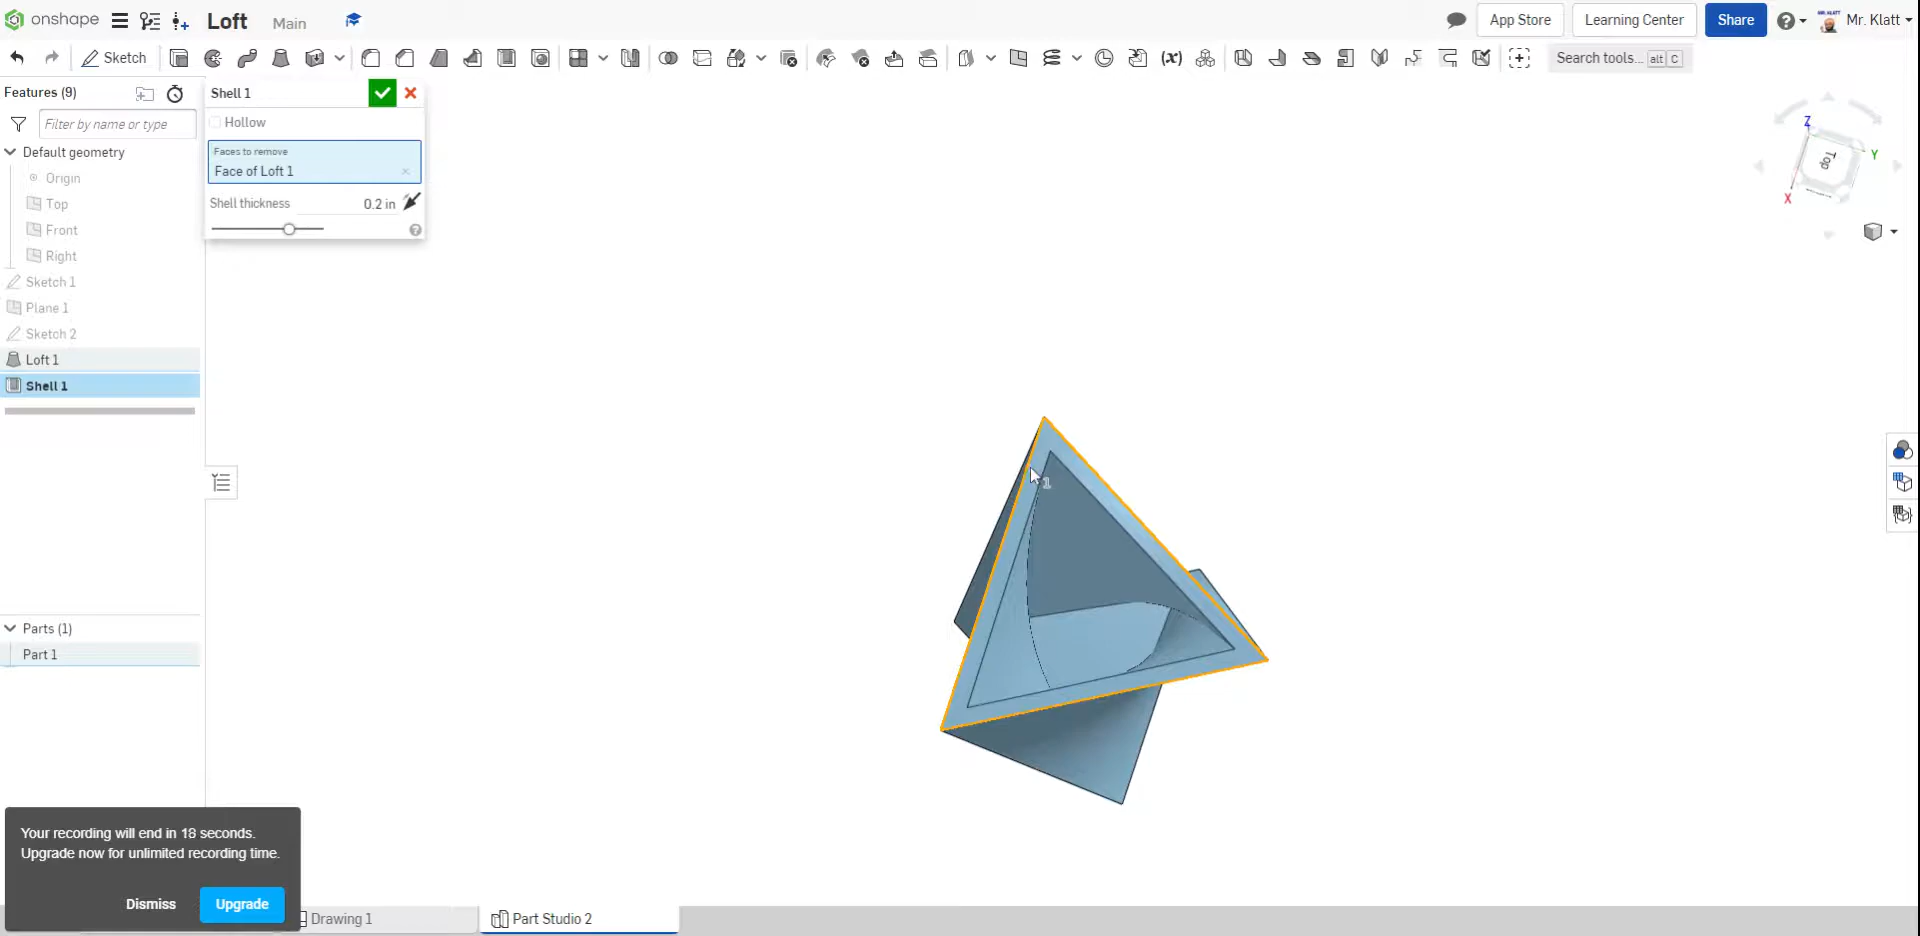 onshape
Loft
Main
App Store
Learning Center
Share
Mr. Klatt
Sketch
Search tools...
alt
C
Features (9)
Filter by name or type
Default geometry
Origin
Top
Front
Right
Sketch 1
Plane 1
Sketch 2
Loft 1
Shell 1
Parts (1)
Part 1
Shell 1
Hollow
Faces to remove
Face of Loft 1
Shell thickness
0.2 in
Z
Y
X
Top
1
Your recording will end in 18 seconds.
Upgrade now for unlimited recording time.
Dismiss
Upgrade
Drawing 1
Part Studio 2